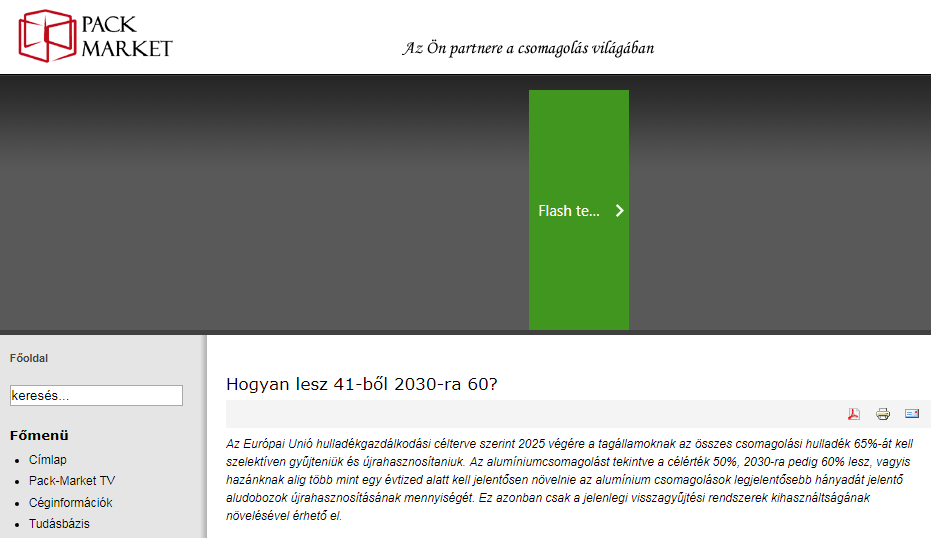 PACK
MARKET
Az Ön partnere a csomagolás világában
Flash te...
Főoldal
keresés...
Főmenü
Címlap
Pack-Market TV
Céginformációk
Tudásbázis
Hogyan lesz 41-ből 2030-ra 60?
Az Európai Unió hulladékgazdálkodási célterve szerint 2025 végére a tagállamoknak az összes csomagolási hulladék 65%-át kell
szelektíven gyűjteniük és újrahasznosítaniuk. Az alumíniumcsomagolást tekintve a célérték 50%, 2030-ra pedig 60% lesz, vagyis
hazánknak alig több mint egy évtized alatt kell jelentősen növelnie az alumínium csomagolások legjelentősebb hányadát jelentő
aludobozok újrahasznosításának mennyiségét. Ez azonban csak a jelenlegi visszagyűjtési rendszerek kihasználtságának
növelésével érhető el.